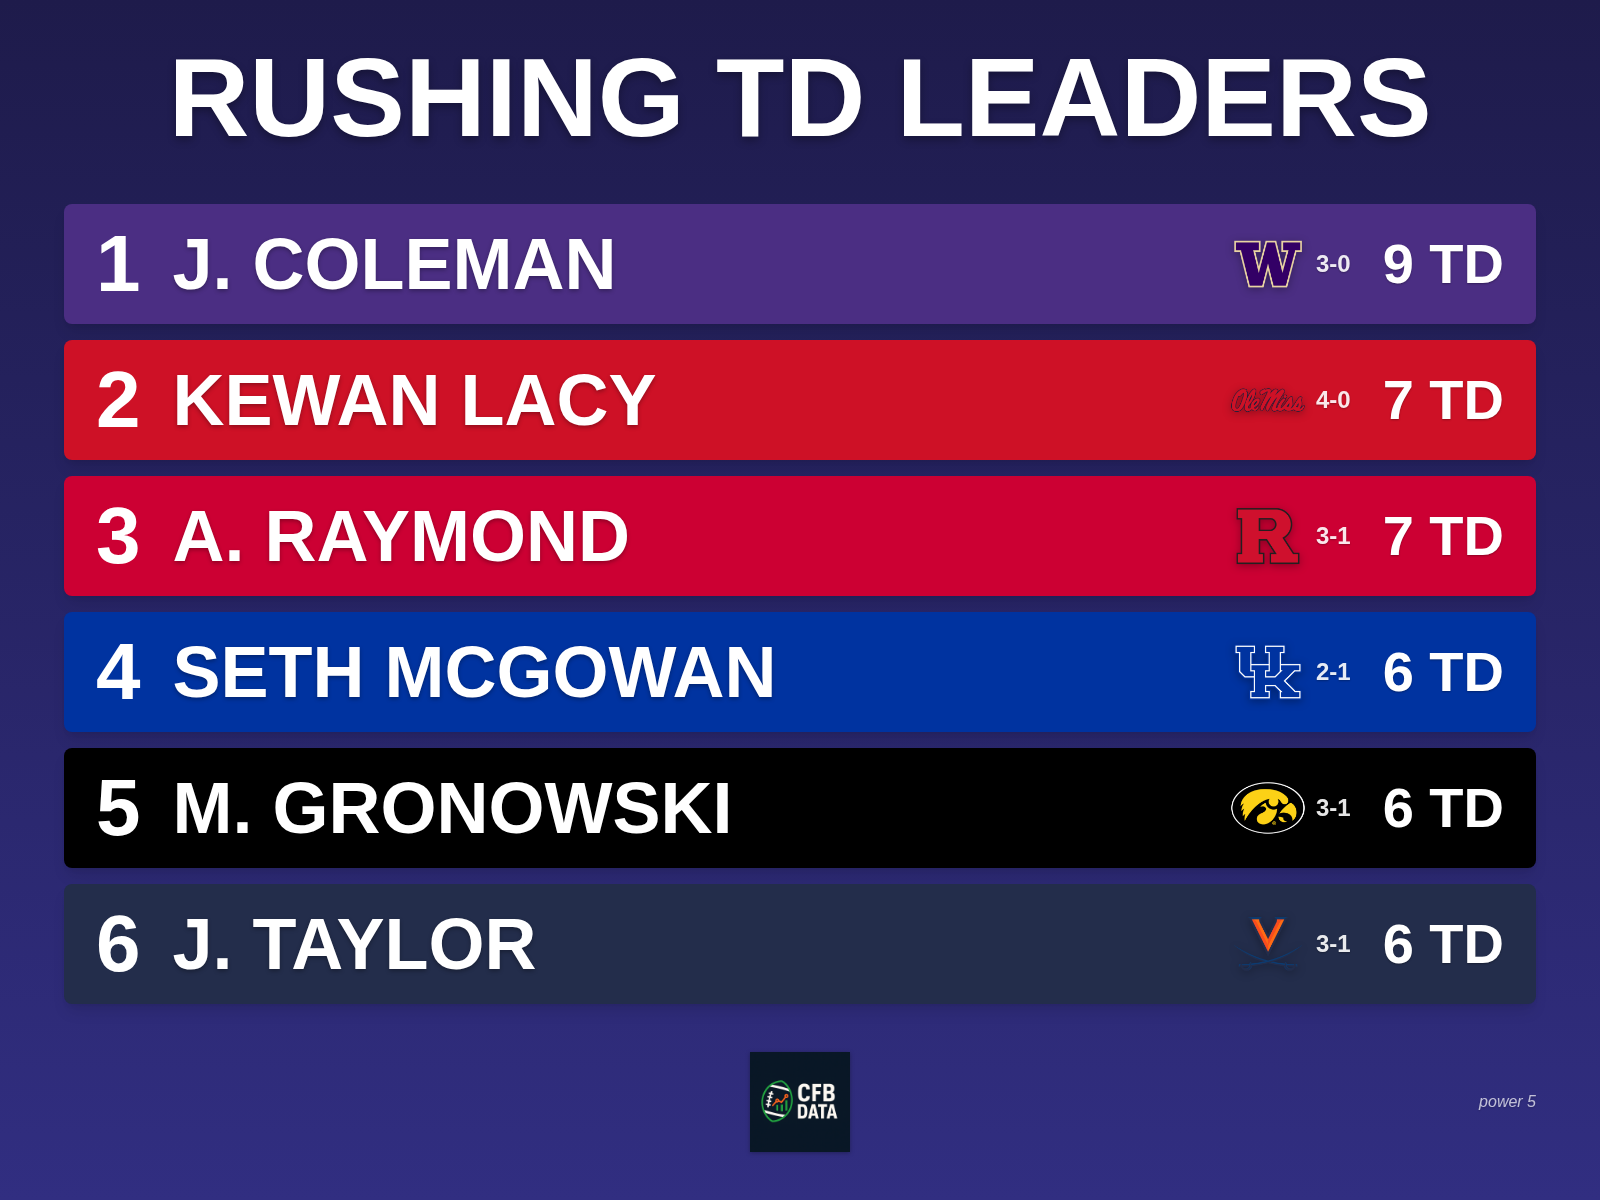 RUSHING TD LEADERS
1 J. COLEMAN W 3-0 9 TD
2 KEWAN LACY Ole Miss 4-0 7 TD
3 A. RAYMOND R 3-1 7 TD
4 SETH MCGOWAN UK 2-1 6 TD
5 M. GRONOWSKI 3-1 6 TD
6 J. TAYLOR V 3-1 6 TD
CFB
DATA
power 5